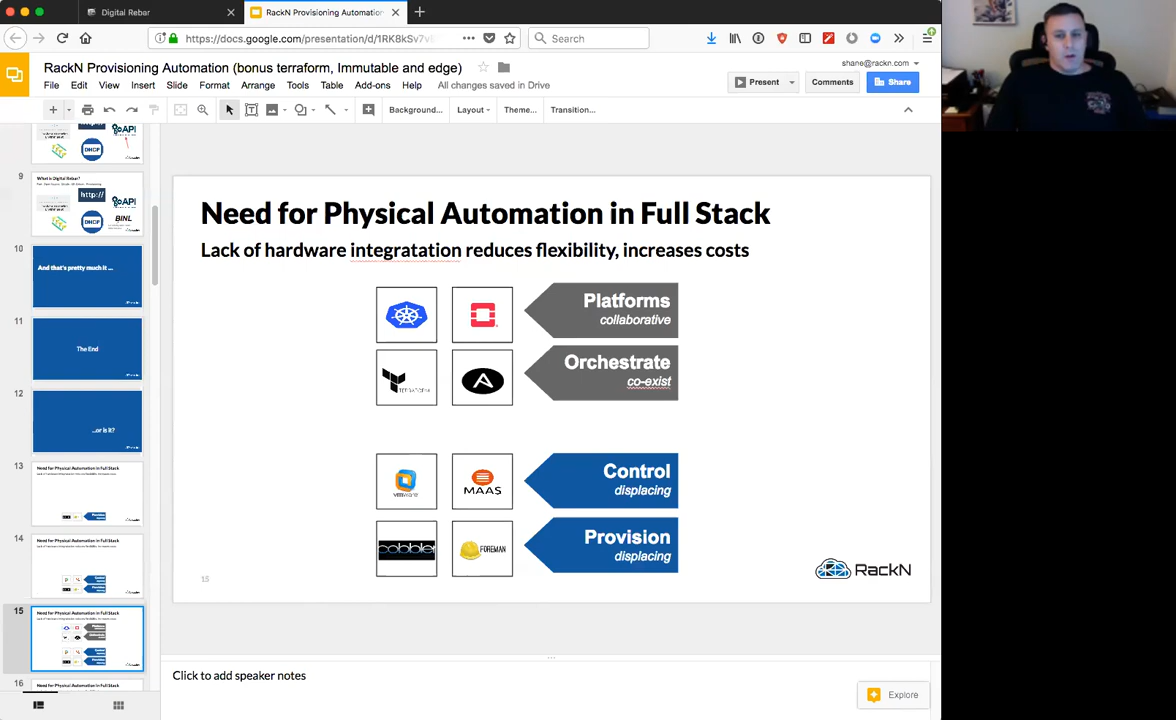 Digital Rebar
RackN Provisioning Automation
https://docs.google.com/presentation/d/1RK8kSv7v
Search
RackN Provisioning Automation (bonus terraform, Immutable and edge)
shane@rackn.com
File Edit View Insert Format Arrange Slide Tools Table Add-ons Help All changes saved in Drive
Present Comments Share
Background... Layout Theme... Transition...
Need for Physical Automation in Full Stack
Lack of hardware integratation reduces flexibility, increases costs
Platforms
collaborative
TERRAFORM
Orchestrate
co-exist
vmware
MAAS
Control
displacing
cobbler
FOREMAN
Provision
displacing
15
RackN
Click to add speaker notes
Explore
API
DHCP
9
What is Digital Rebar?
http://
API
DHCP
BINL
10
And that's pretty much it ...
11
The End
12
...or is it?
13
Need for Physical Automation in Full Stack
14
Need for Physical Automation in Full Stack
15
Need for Physical Automation in Full Stack
16
Need for Physical Automation in Full Stack